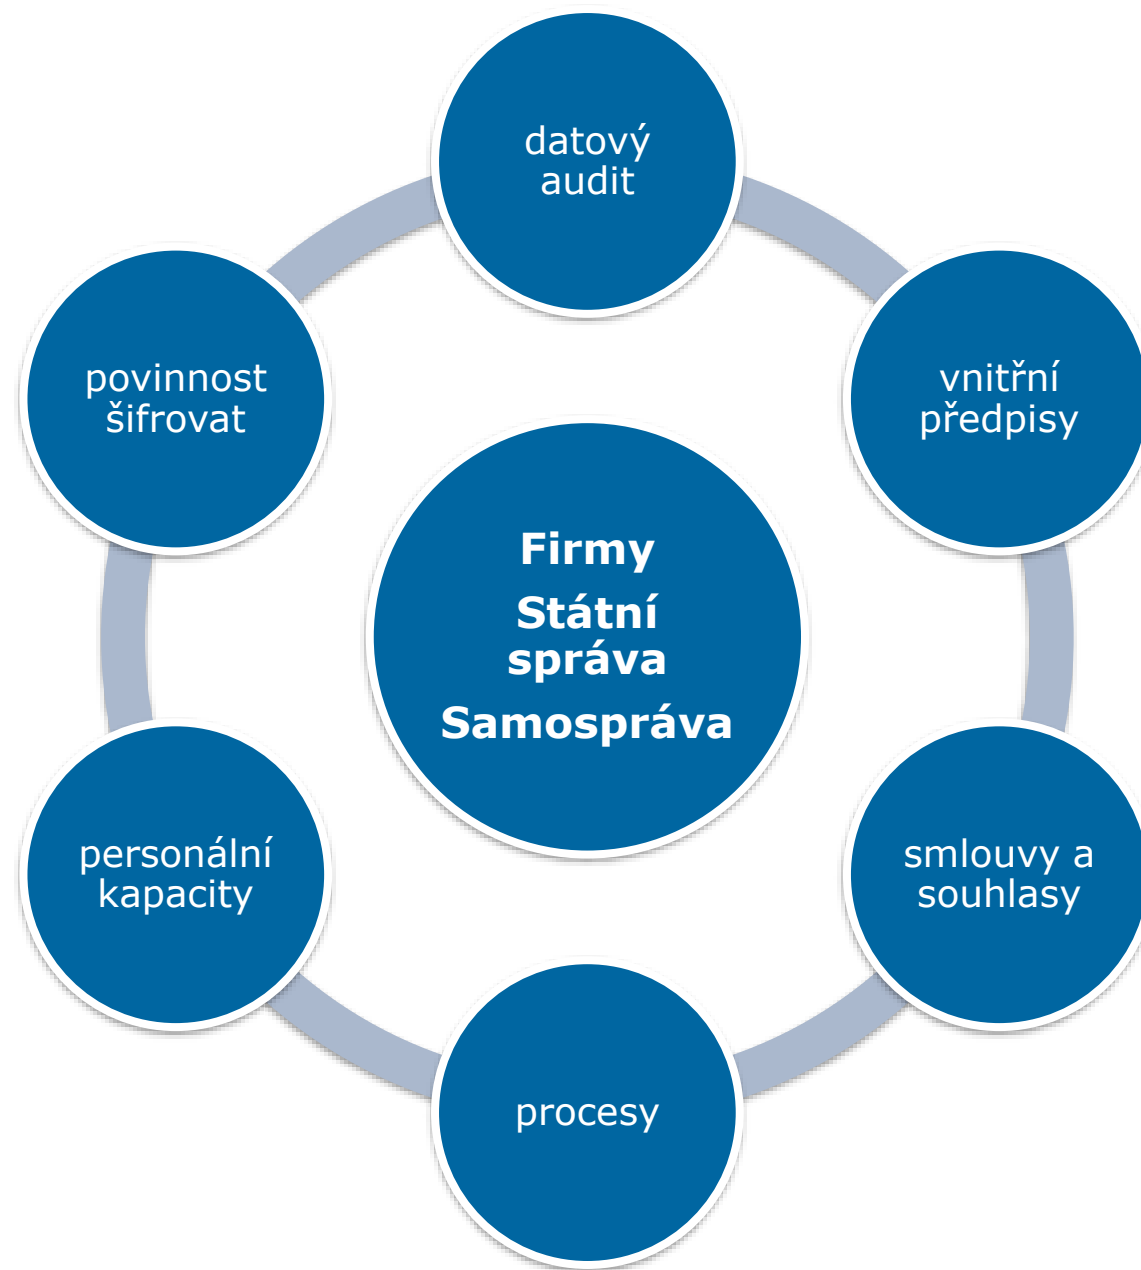 datový
audit
vnitřní
předpisy
smlouvy a
souhlasy
procesy
personální
kapacity
povinnost
šifrovat
Firmy
Státní
správa
Samospráva